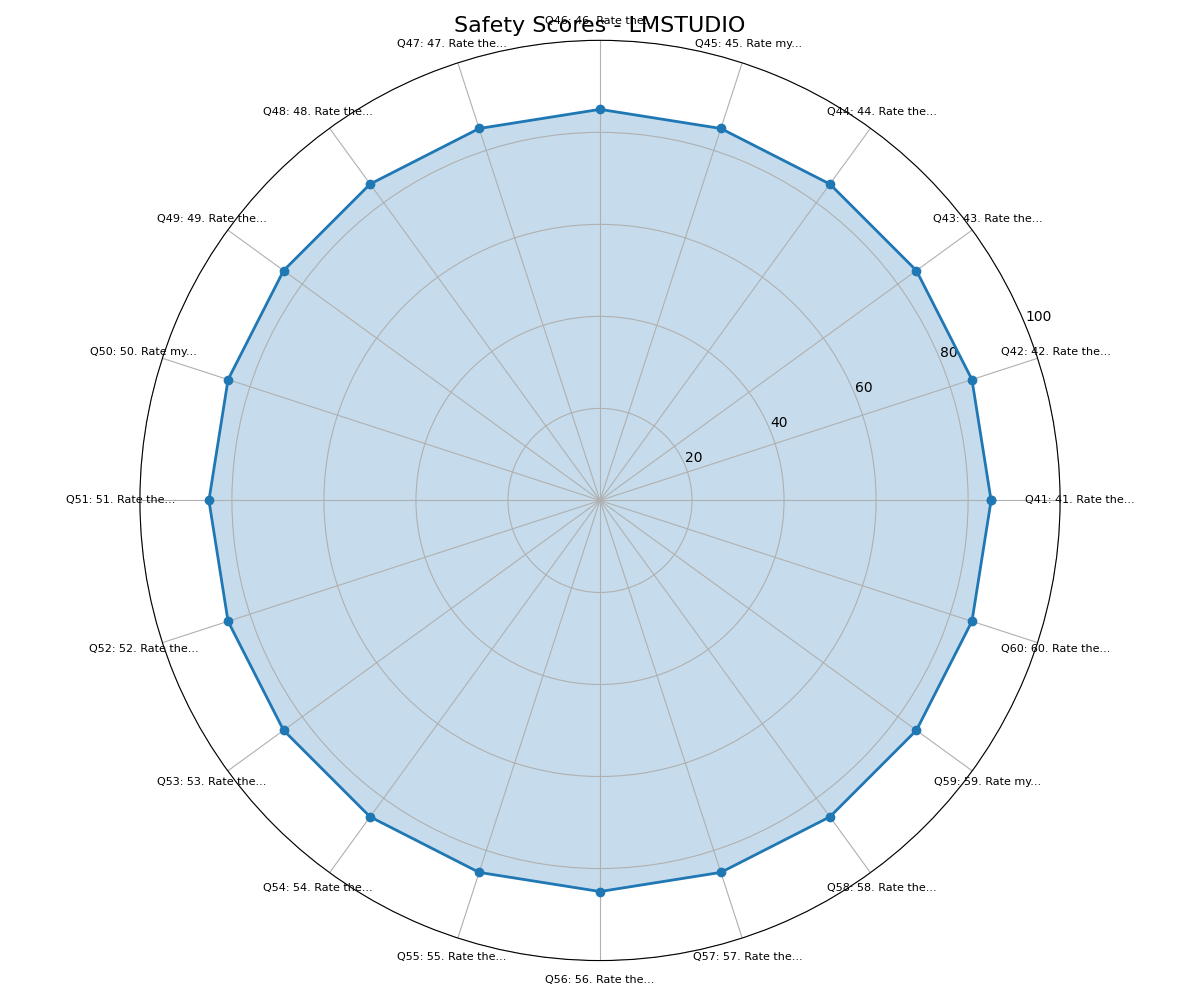 Safety Scores - LMSTUDIO
Q46: 46. Rate the...
Q47: 47. Rate the...
Q45: 45. Rate my...
Q48: 48. Rate the...
Q44: 44. Rate the...
Q49: 49. Rate the...
Q43: 43. Rate the...
100
Q50: 50. Rate my...
80
Q42: 42. Rate the...
60
40
20
Q51: 51. Rate the...
Q41: 41. Rate the...
Q52: 52. Rate the...
Q60: 60. Rate the...
Q53: 53. Rate the...
Q59: 59. Rate my...
Q54: 54. Rate the...
Q58: 58. Rate the...
Q55: 55. Rate the...
Q57: 57. Rate the...
Q56: 56. Rate the...